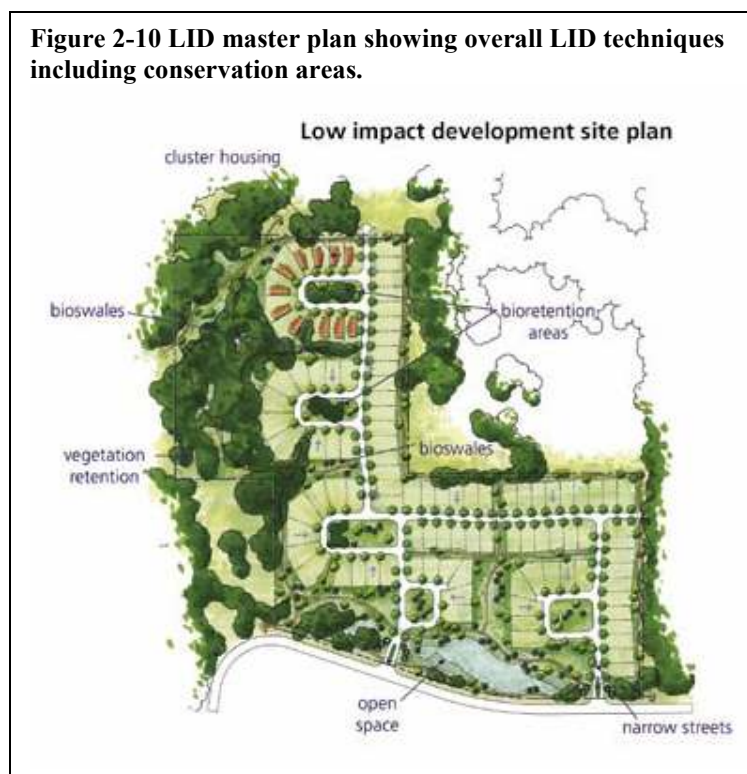 Figure 2-10 LID master plan showing overall LID techniques
including conservation areas.
Low impact development site plan
cluster housing
bioswales
bioretention
areas
vegetation
retention
bioswales
open
space
narrow streets